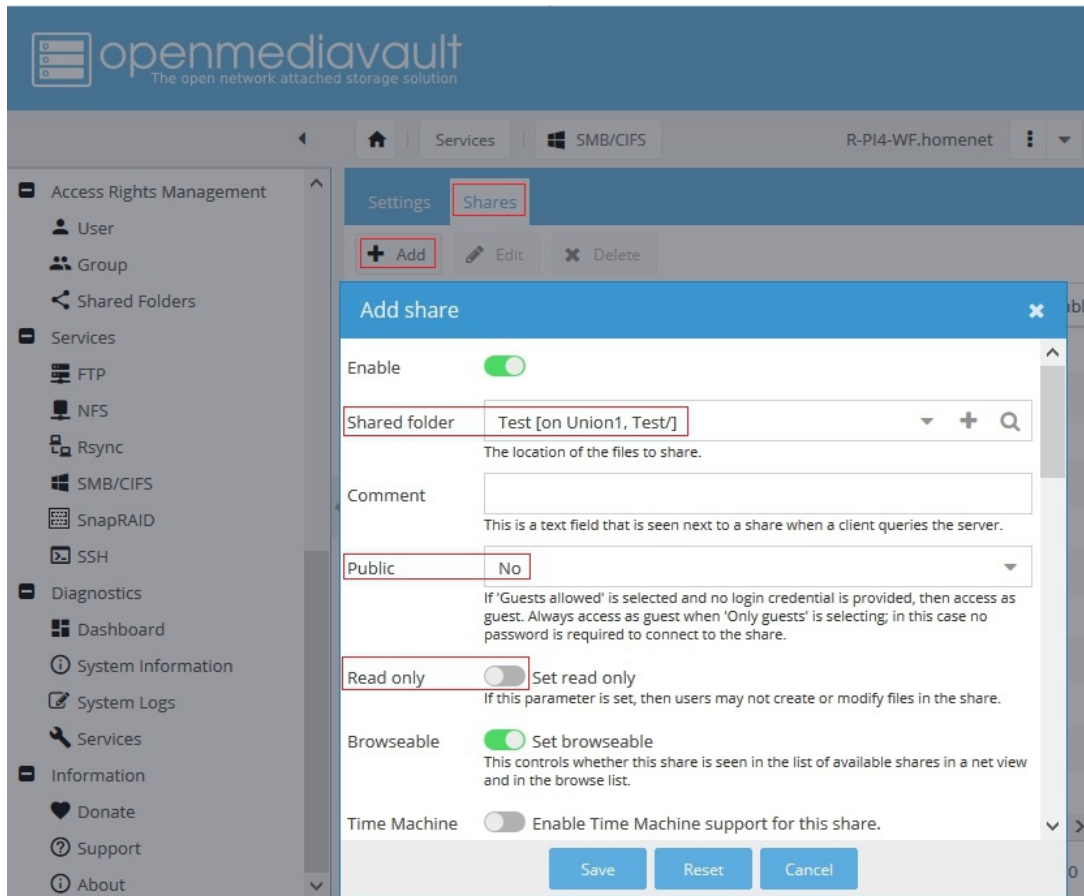 openmediavault
The open network attached storage solution
Services
SMB/CIFS
R-PI4-WF.homenet
Access Rights Management
User
Group
Shared Folders
Services
FTP
NFS
Rsync
SMB/CIFS
SnapRAID
SSH
Diagnostics
Dashboard
System Information
System Logs
Services
Information
Donate
Support
About
Settings Shares
Add Edit Delete
Add share
Enable
Shared folder Test [on Union1, Test/]
The location of the files to share.
Comment
This is a text field that is seen next to a share when a client queries the server.
Public No
If 'Guests allowed' is selected and no login credential is provided, then access as
guest. Always access as guest when 'Only guests' is selecting; in this case no
password is required to connect to the share.
Read only Set read only
If this parameter is set, then users may not create or modify files in the share.
Browseable Set browseable
This controls whether this share is seen in the list of available shares in a net view
and in the browse list.
Time Machine Enable Time Machine support for this share.
Save Reset Cancel